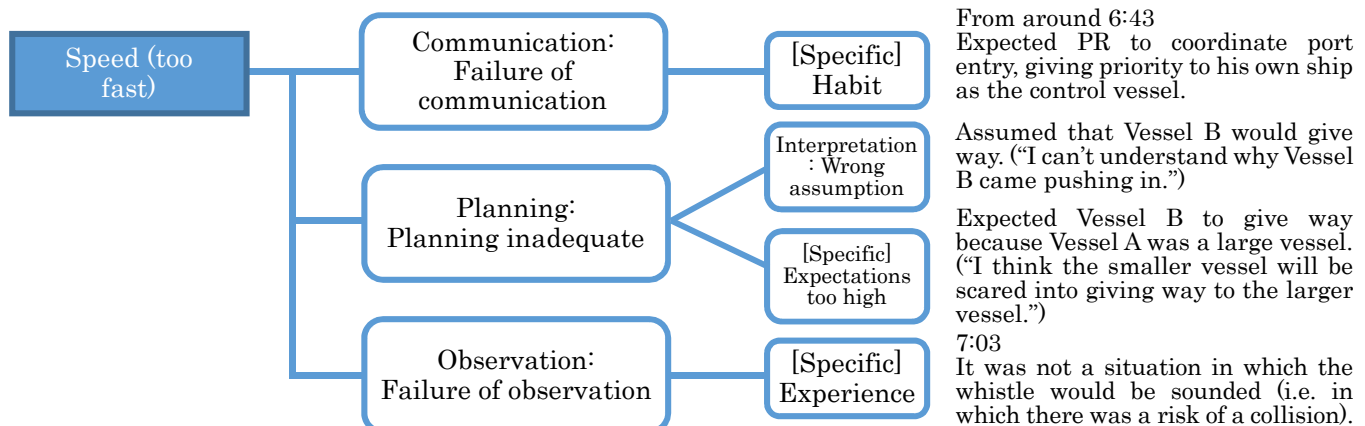 Speed (too
fast)
Communication:
Failure of
communication
[Specific]
Habit
From around 6:43
Expected PR to coordinate port
entry, giving priority to his own ship
as the control vessel.
Planning:
Planning inadequate
Interpretation
: Wrong
assumption
Assumed that Vessel B would give
way. (“I can’t understand why Vessel
B came pushing in.”)
[Specific]
Expectations
too high
Expected Vessel B to give way
because Vessel A was a large vessel.
(“I think the smaller vessel will be
scared into giving way to the larger
vessel.”)
Observation:
Failure of observation
[Specific]
Experience
7:03
It was not a situation in which the
whistle would be sounded (i.e. in
which there was a risk of a collision).